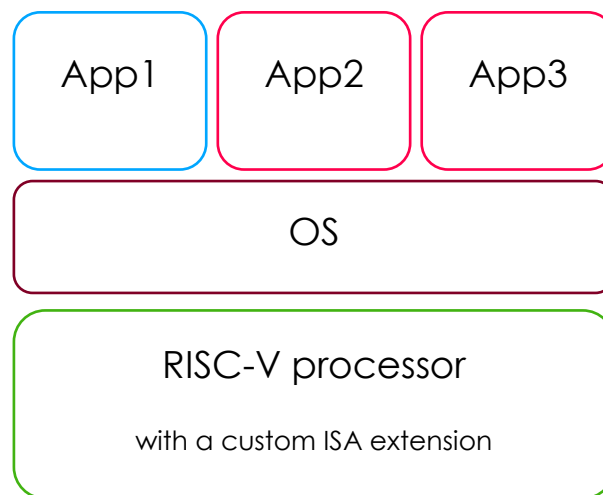 App1 App2 App3
OS
RISC-V processor
with a custom ISA extension